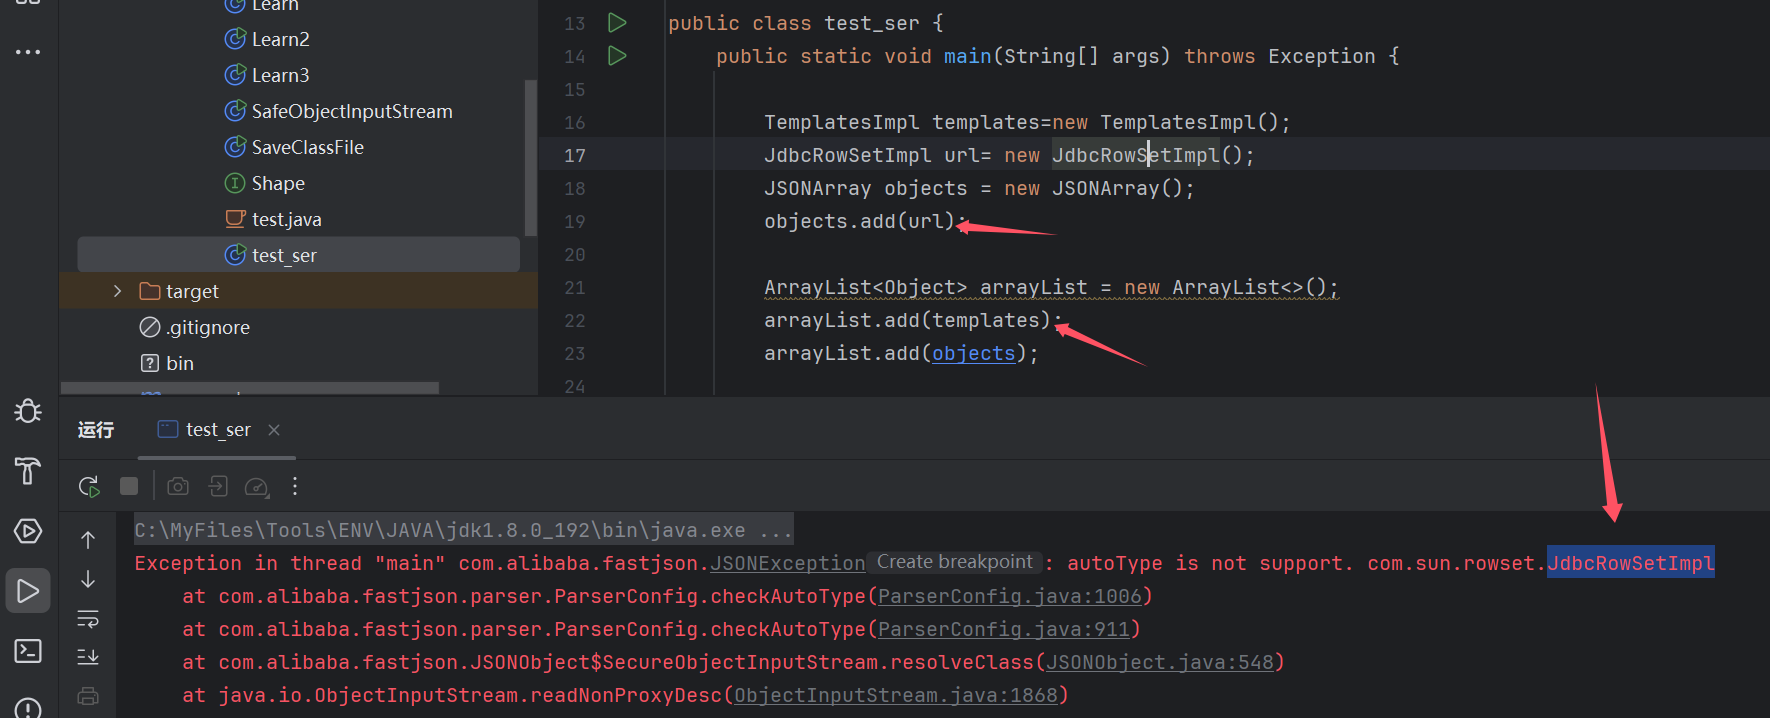 Learn
Learn2
Learn3
SafeObjectInputStream
SaveClassFile
Shape
test.java
test_ser
target
.gitignore
bin
13 public class test_ser {
14 public static void main(String[] args) throws Exception {
15
16 TemplatesImpl templates=new TemplatesImpl();
17 JdbcRowSetImpl url= new JdbcRowSetImpl();
18 JSONArray objects = new JSONArray();
19 objects.add(url);
20
21 ArrayList<Object> arrayList = new ArrayList<>();
22 arrayList.add(templates);
23 arrayList.add(objects);
24
运行 test_ser
C:\MyFiles\Tools\ENV\JAVA\jdk1.8.0_192\bin\java.exe ...
Exception in thread "main" com.alibaba.fastjson.JSONException Create breakpoint : autoType is not support. com.sun.rowset.JdbcRowSetImpl
at com.alibaba.fastjson.parser.ParserConfig.checkAutoType(ParserConfig.java:1006)
at com.alibaba.fastjson.parser.ParserConfig.checkAutoType(ParserConfig.java:911)
at com.alibaba.fastjson.JSONObject$SecureObjectInputStream.resolveClass(JSONObject.java:548)
at java.io.ObjectInputStream.readNonProxyDesc(ObjectInputStream.java:1868)